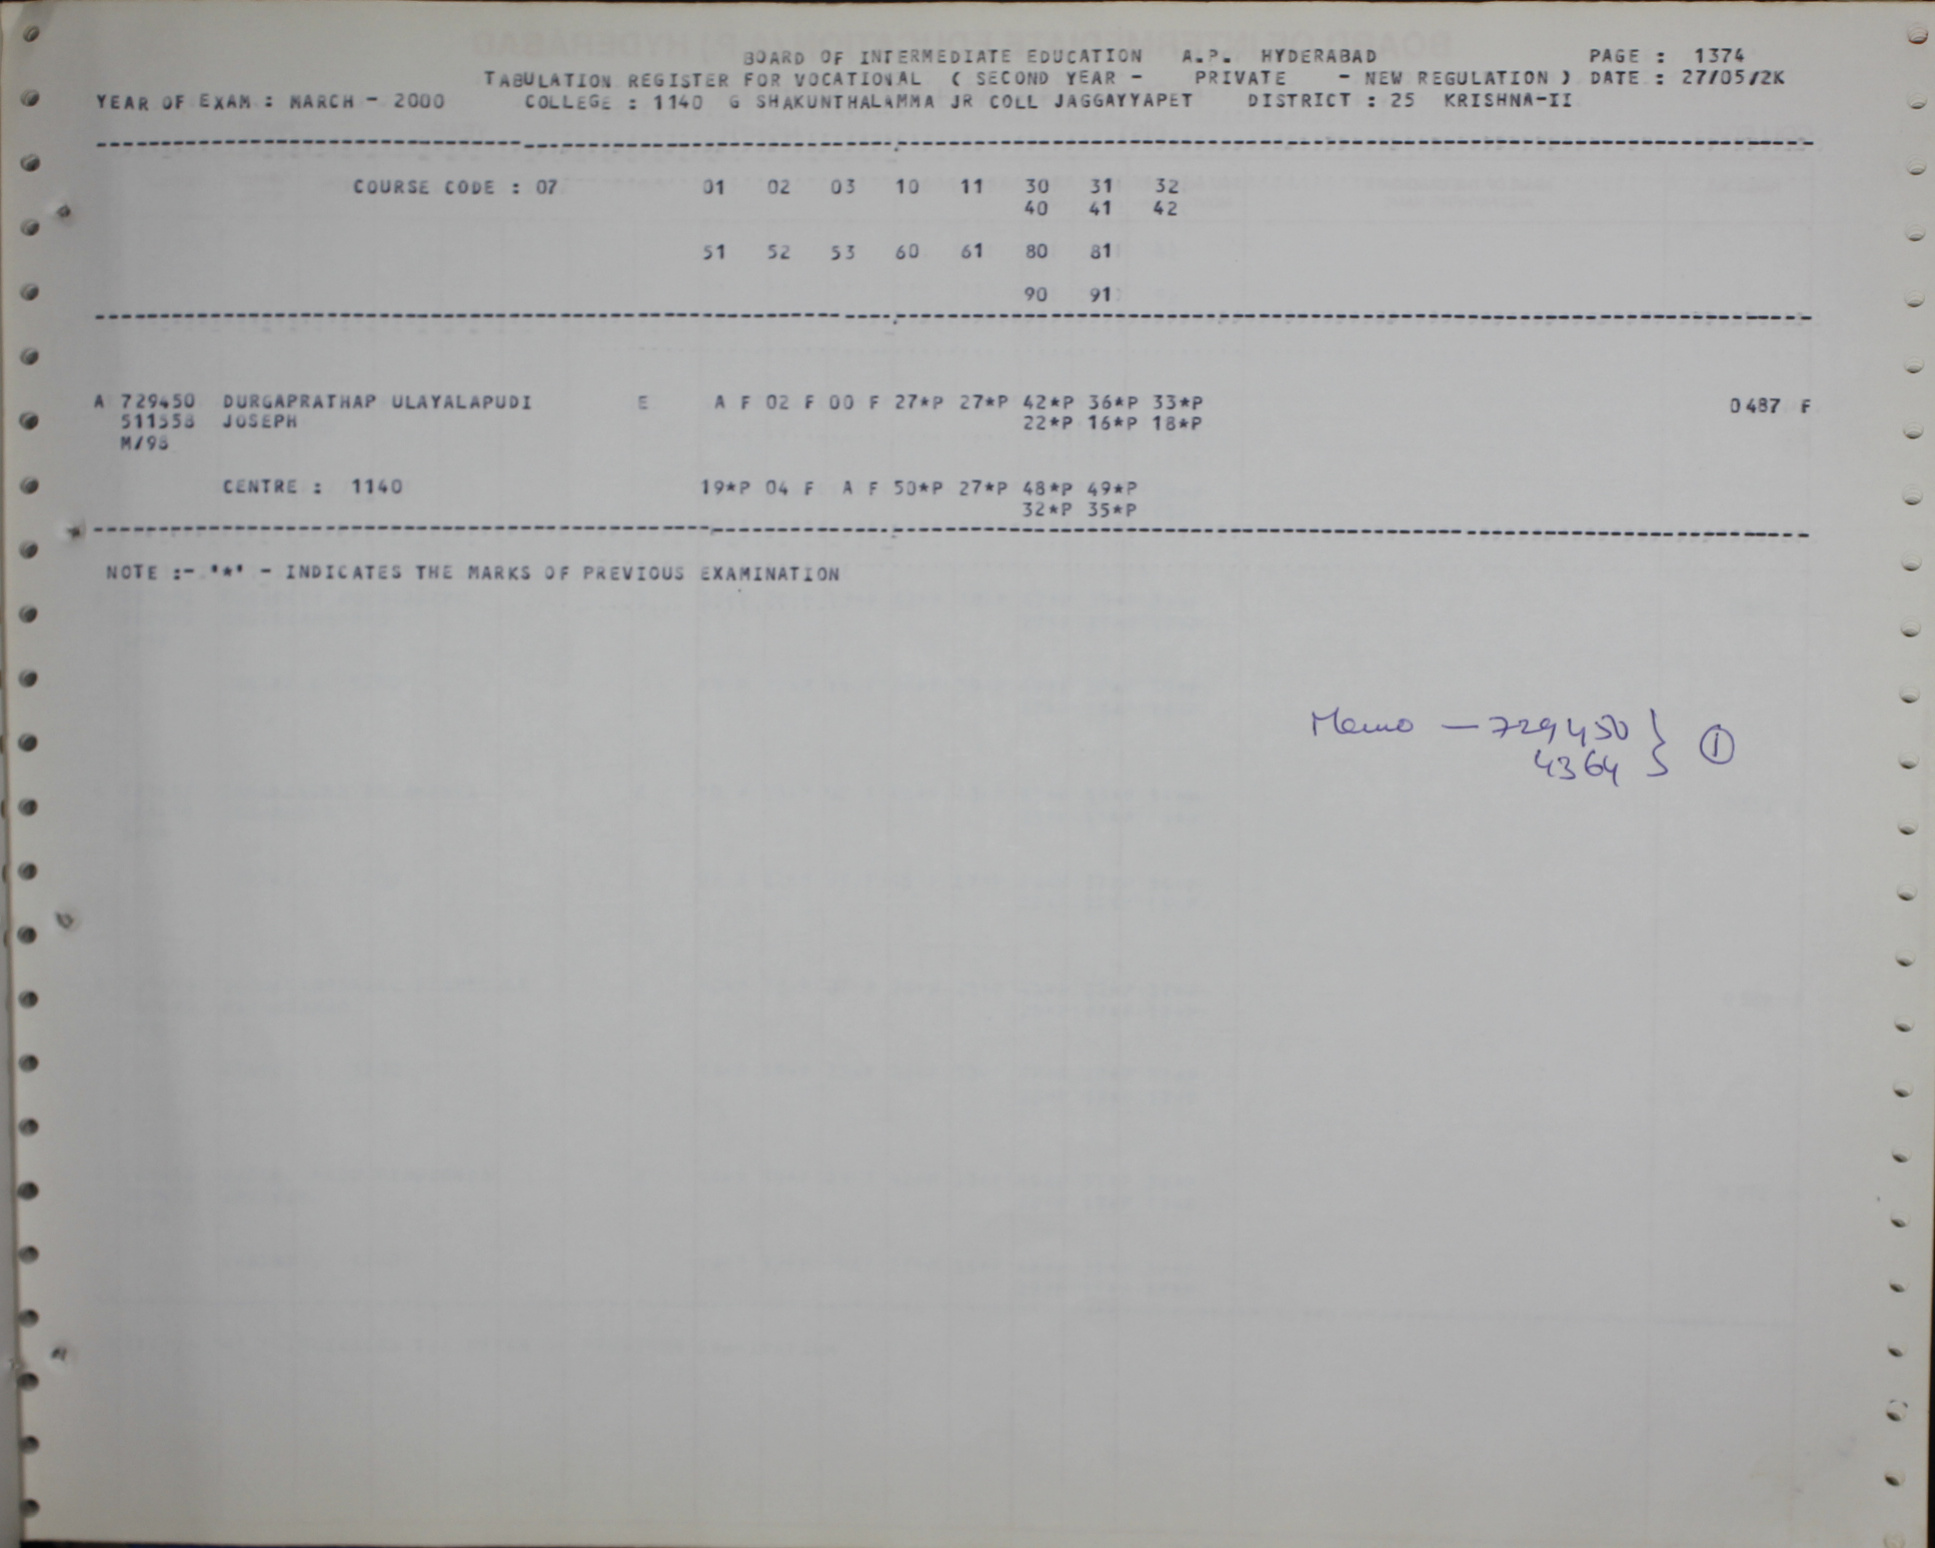 BOARD OF INTERMEDIATE EDUCATION A.P. HYDERABAD PAGE : 1374
TABULATION REGISTER FOR VOCATIONAL ( SECOND YEAR - PRIVATE - NEW REGULATION ) DATE : 27/05/2K
YEAR OF EXAM : MARCH - 2000 COLLEGE : 1140 G SHAKUNTHALAMMA JR COLL JAGGAYYAPET DISTRICT : 25 KRISHNA-II
COURSE CODE : 07 01 02 03 10 11 30 31 32
40 41 42
51 52 53 60 61 80 81
90 91
A 729450 DURGAPRATHAP ULAYALAPUDI E A F 02 F 00 F 27*P 27*P 42*P 36*P 33*P 0487 F
511558 JOSEPH 22*P 16*P 18*P
M/98
CENTRE : 1140 19*P 04 F A F 50*P 27*P 48*P 49*P
32*P 35*P
NOTE :- '*' - INDICATES THE MARKS OF PREVIOUS EXAMINATION
Memo — 729450 } 1
4364